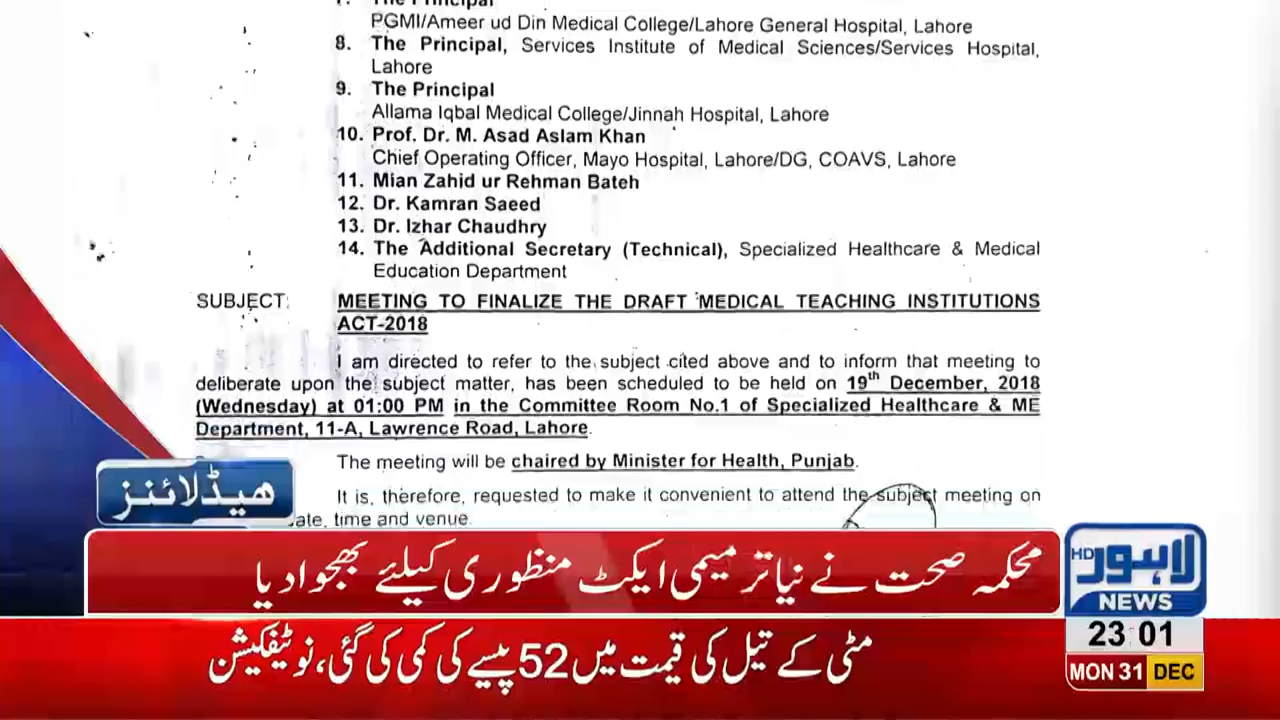 7. The Principal
PGMI/Ameer ud Din Medical College/Lahore General Hospital, Lahore
8. The Principal, Services Institute of Medical Sciences/Services Hospital,
Lahore
9. The Principal
Allama Iqbal Medical College/Jinnah Hospital, Lahore
10. Prof. Dr. M. Asad Aslam Khan
Chief Operating Officer, Mayo Hospital, Lahore/DG, COAVS, Lahore
11. Mian Zahid ur Rehman Bateh
12. Dr. Kamran Saeed
13. Dr. Izhar Chaudhry
14. The Additional Secretary (Technical), Specialized Healthcare & Medical
Education Department
SUBJECT: MEETING TO FINALIZE THE DRAFT MEDICAL TEACHING INSTITUTIONS
ACT-2018
I am directed to refer to the subject cited above and to inform that meeting to
deliberate upon the subject matter, has been scheduled to be held on 19th December, 2018
(Wednesday) at 01:00 PM in the Committee Room No.1 of Specialized Healthcare & ME
Department, 11-A, Lawrence Road, Lahore.
The meeting will be chaired by Minister for Health, Punjab.
It is, therefore, requested to make it convenient to attend the subject meeting on
time and venue.
ھیڈلائنز
محکمہ صحت نے نیا ترمیمی ایکٹ منظوری کیلئے بھجوا دیا
مٹی کے تیل کی قیمت میں 52 پیسے کی کمی کی گئی، نوٹیفکیشن
لاہور HD
NEWS
23 01
MON 31 DEC